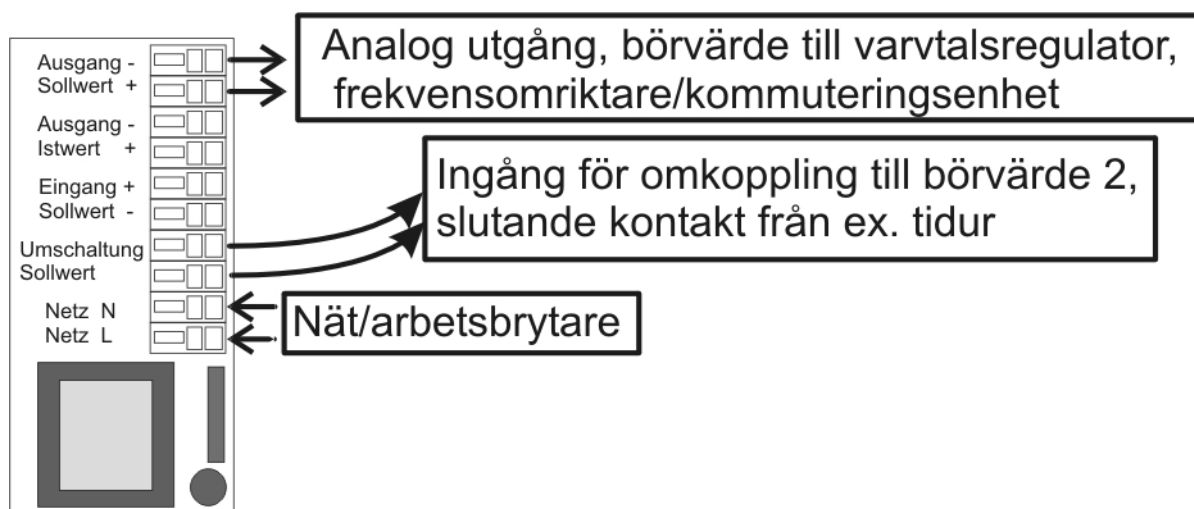 Ausgang -
Sollwert +
Ausgang -
Istwert +
Eingang +
Sollwert -
Umschaltung
Sollwert
Netz N
Netz L
Analog utgång, börvärde till varvtalsregulator,
frekvensomriktare/kommuteringsenhet
Ingång för omkoppling till börvärde 2,
slutande kontakt från ex. tidur
Nät/arbetsbrytare